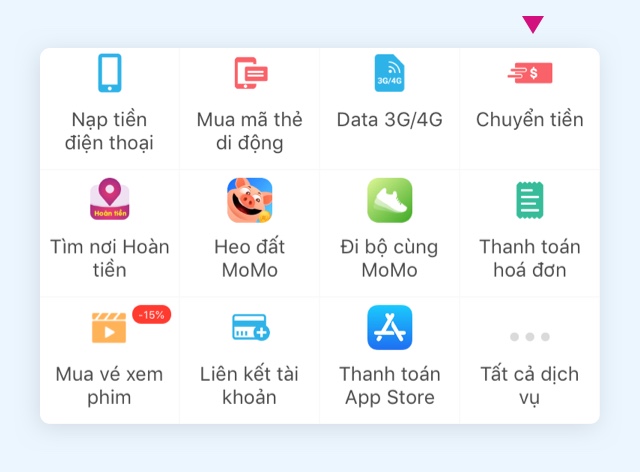 3G/4G
$
Nạp tiền
điện thoại
Mua mã thẻ
di động
Data 3G/4G
Chuyển tiền
Hoàn tiền
Tìm nơi Hoàn
tiền
Heo đất
MoMo
Đi bộ cùng
MoMo
Thanh toán
hoá đơn
-15%
Mua vé xem
phim
Liên kết tài
khoản
Thanh toán
App Store
Tất cả dịch
vụ